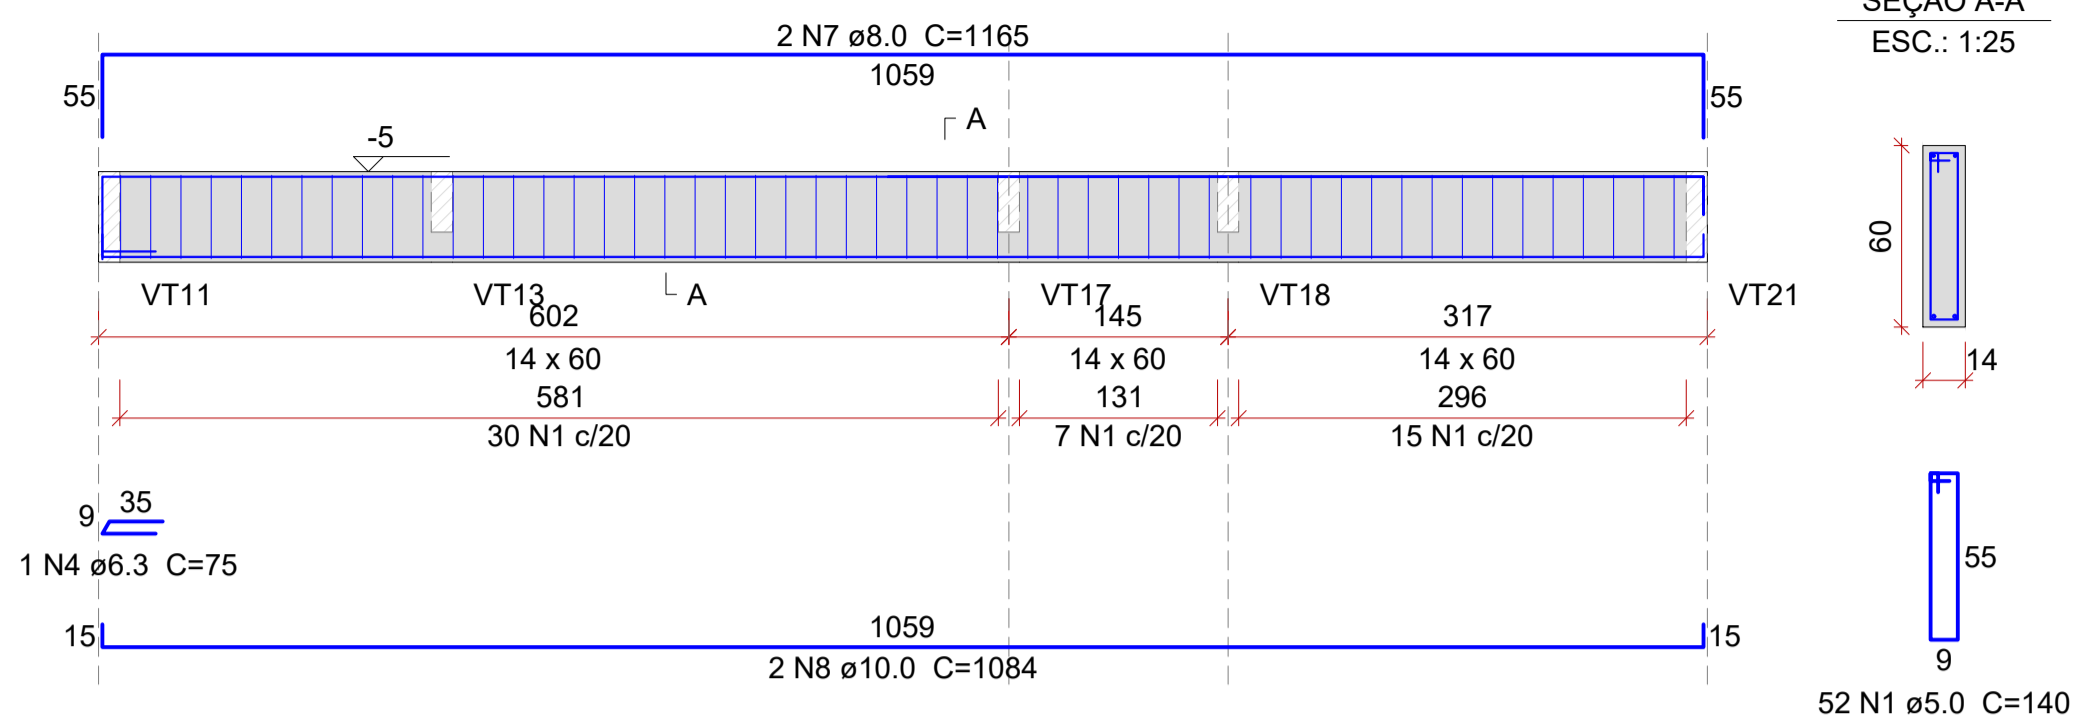 SEÇÃO A-A
ESC.: 1:25
2 N7 ø8.0  C=1165
1059
55
55
A
-5
60
14
VT11
VT13
A
VT17
VT18
VT21
602
145
317
14 x 60
14 x 60
14 x 60
581
131
296
30 N1 c/20
7 N1 c/20
15 N1 c/20
9
35
1 N4 ø6.3  C=75
55
9
52 N1 ø5.0  C=140
15
1059
15
2 N8 ø10.0  C=1084